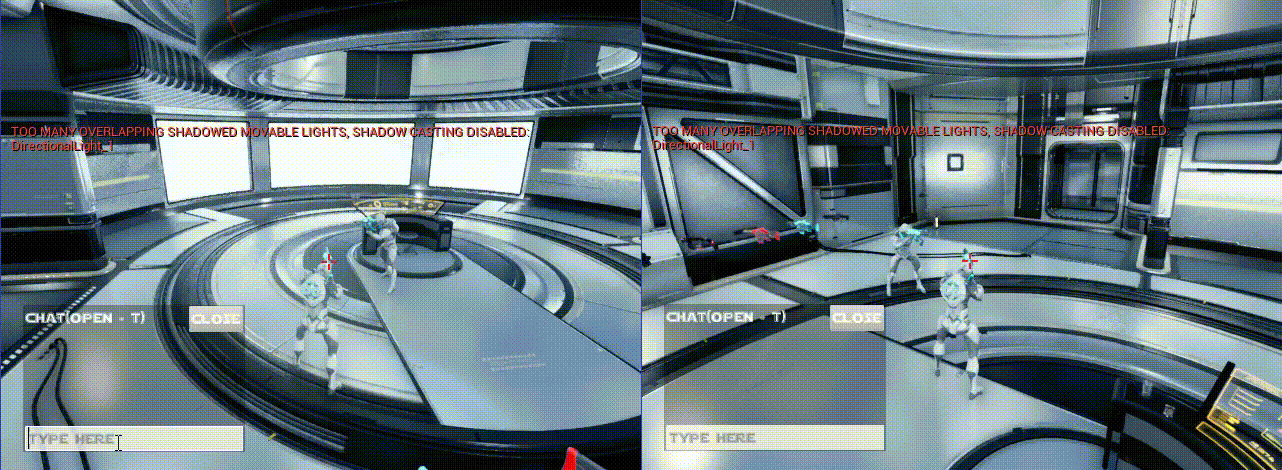 TOO MANY OVERLAPPING SHADOWED MOVABLE LIGHTS, SHADOW CASTING DISABLED:
DirectionalLight_1
CHAT(OPEN - T)
CLOSE
TYPE HERE
TOO MANY OVERLAPPING SHADOWED MOVABLE LIGHTS, SHADOW CASTING DISABLED:
DirectionalLight_1
CHAT(OPEN - T)
CLOSE
TYPE HERE